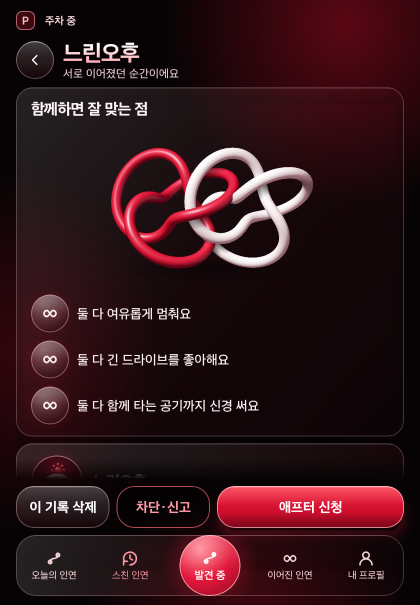 P 주차 중
느린오후
서로 이어졌던 순간이에요
함께하면 잘 맞는 점
둘 다 여유롭게 멈춰요
둘 다 긴 드라이브를 좋아해요
둘 다 함께 타는 공기까지 신경 써요
이 기록 삭제
차단·신고
애프터 신청
오늘의 인연
스친 인연
발견 중
이어진 인연
내 프로필